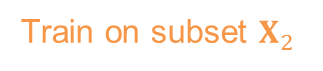 Train on subset X₂